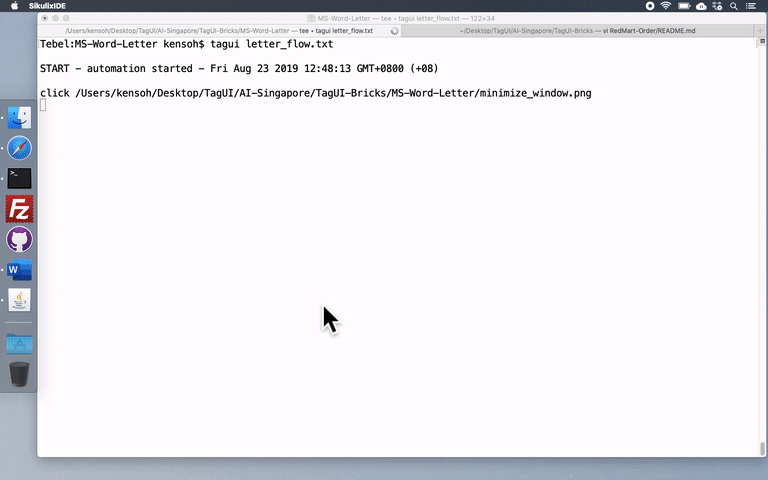 SikulixIDE
MS-Word-Letter — tee • tagui letter_flow.txt — 122×34
/Users/kensoh/Desktop/TagUI/AI-Singapore/TagUI-Bricks/MS-Word-Letter — tee • tagui letter_flow.txt
~/Desktop/TagUI/AI-Singapore/TagUI-Bricks — vi RedMart-Order/README.md
Tebel:MS-Word-Letter kensoh$ tagui letter_flow.txt
START - automation started - Fri Aug 23 2019 12:48:13 GMT+0800 (+08)
click /Users/kensoh/Desktop/TagUI/AI-Singapore/TagUI-Bricks/MS-Word-Letter/minimize_window.png
>_
Fz
W